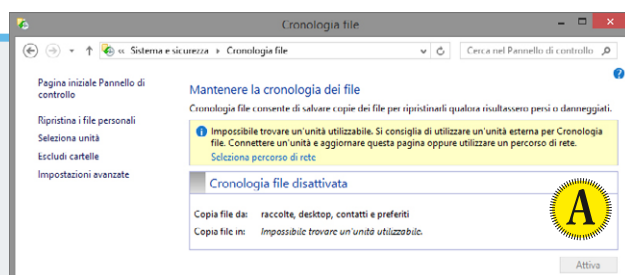 Cronologia file
« Sistema e sicurezza Cronologia file
Cerca nel Pannello di controllo
Pagina iniziale Pannello di
controllo
Ripristina i file personali
Seleziona unità
Escludi cartelle
Impostazioni avanzate
Mantenere la cronologia dei file
Cronologia file consente di salvare copie dei file per ripristinarli qualora risultassero persi o danneggiati.
Impossibile trovare un'unità utilizzabile. Si consiglia di utilizzare un'unità esterna per Cronologia
file. Connettere un'unità e aggiornare questa pagina oppure utilizzare un percorso di rete.
Seleziona percorso di rete
Cronologia file disattivata
Copia file da: raccolte, desktop, contatti e preferiti
Copia file in: Impossibile trovare un'unità utilizzabile.
A
Attiva